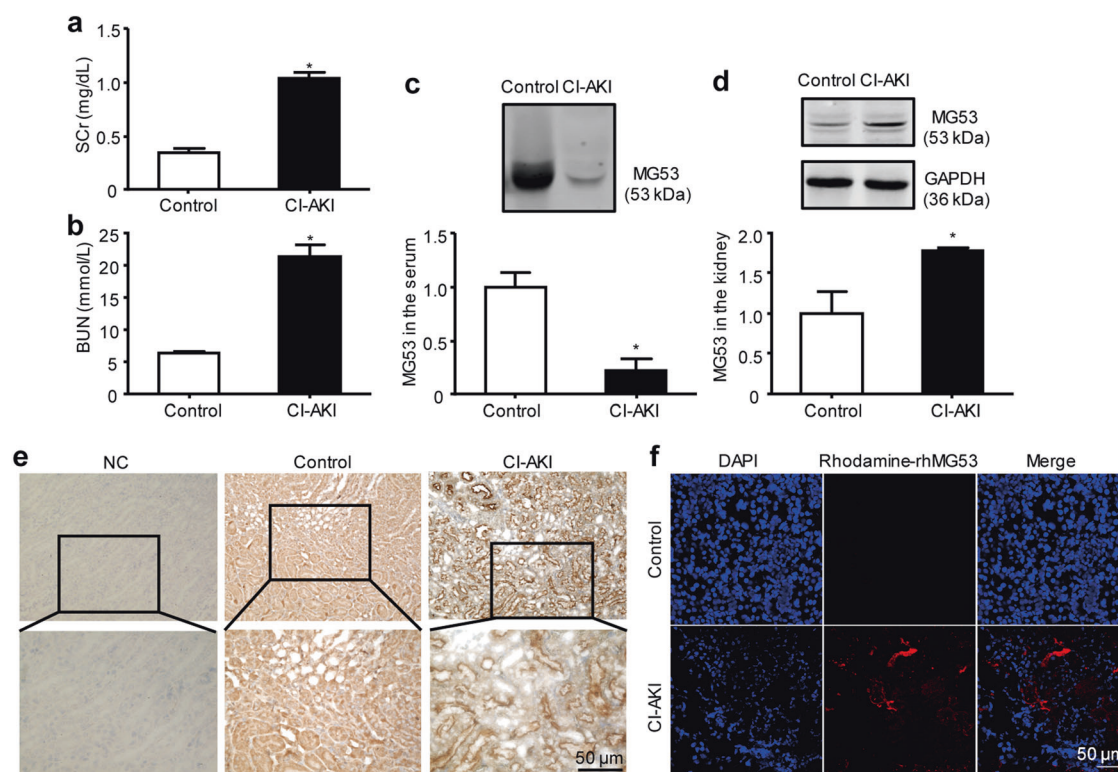 a
SCr (mg/dL)
1.5
1.0
0.5
0
*
Control
CI-AKI
b
BUN (mmol/L)
25
20
15
10
5
0
*
Control
CI-AKI
c
Control CI-AKI
MG53
(53 kDa)
MG53 in the serum
1.5
1.0
0.5
0
*
Control
CI-AKI
d
Control CI-AKI
MG53
(53 kDa)
GAPDH
(36 kDa)
MG53 in the kidney
2.0
1.5
1.0
0.5
0
*
Control
CI-AKI
e
NC
Control
CI-AKI
50 μm
f
DAPI
Rhodamine-rhMG53
Merge
Control
CI-AKI
50 μm